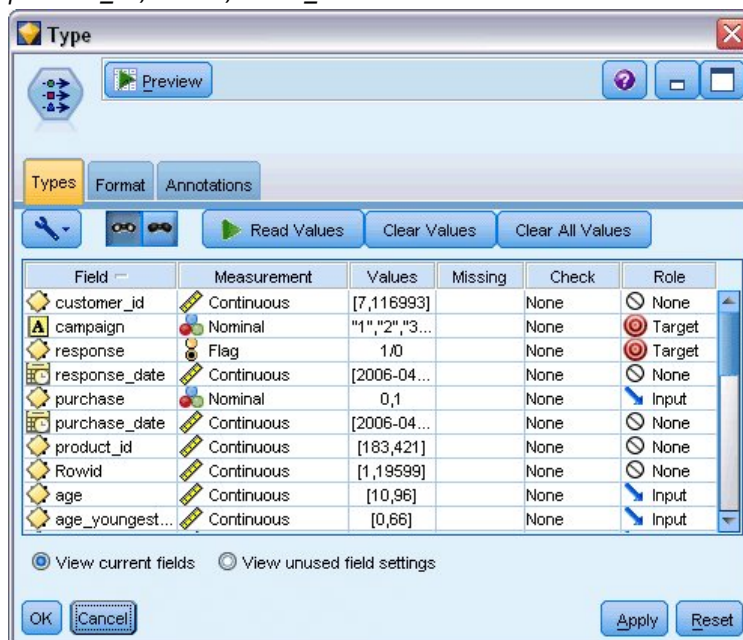 Type
Preview
Types Format Annotations
Read Values Clear Values Clear All Values
Field Measurement Values Missing Check Role
customer_id Continuous [7,116993] None None
A campaign Nominal "1","2","3... None Target
response Flag 1/0 None Target
response_date Continuous [2006-04... None None
purchase Nominal 0,1 None Input
purchase_date Continuous [2006-04... None None
product_id Continuous [183,421] None None
Rowid Continuous [1,19599] None None
age Continuous [10,96] None Input
age_youngest... Continuous [0,66] None Input
View current fields View unused field settings
OK Cancel Apply Reset